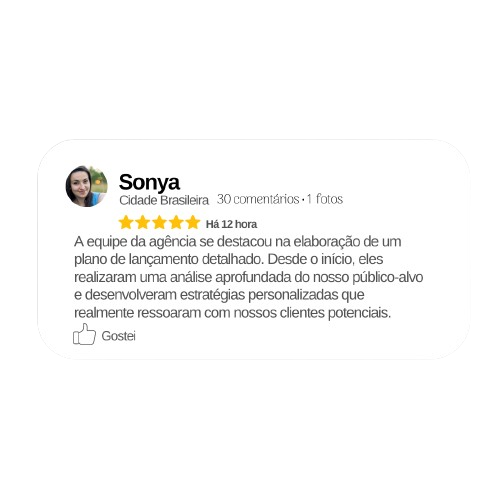 Sonya
Cidade Brasileira 30 comentários • 1 fotos
Há 12 hora
A equipe da agência se destacou na elaboração de um
plano de lançamento detalhado. Desde o início, eles
realizaram uma análise aprofundada do nosso público-alvo
e desenvolveram estratégias personalizadas que
realmente ressoaram com nossos clientes potenciais.
Gostei